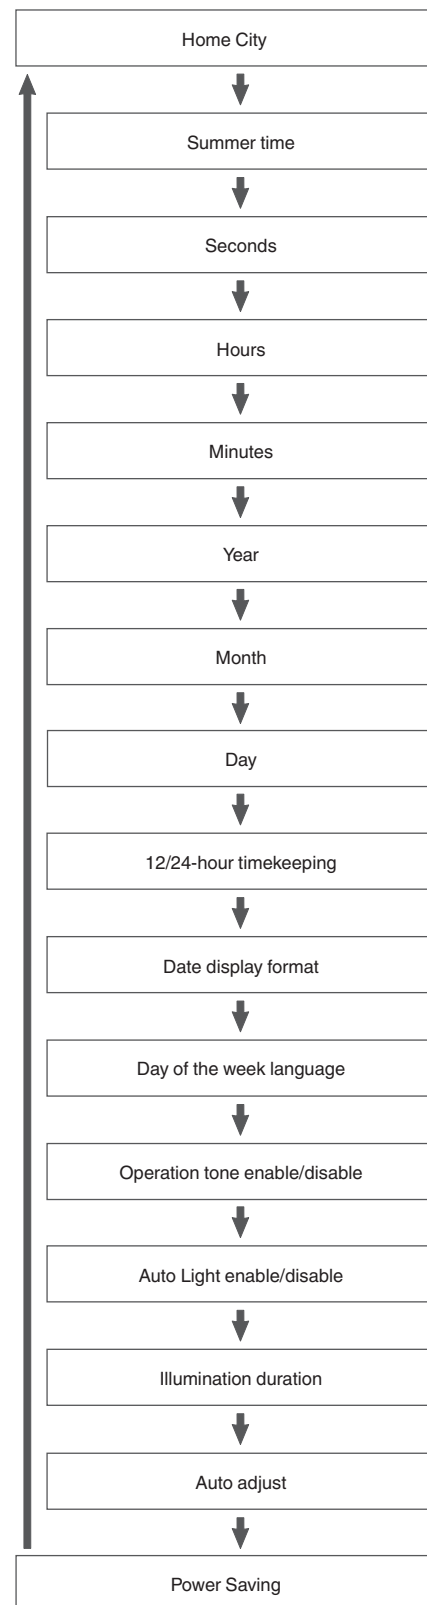 Home City
Summer time
Seconds
Hours
Minutes
Year
Month
Day
12/24-hour timekeeping
Date display format
Day of the week language
Operation tone enable/disable
Auto Light enable/disable
Illumination duration
Auto adjust
Power Saving